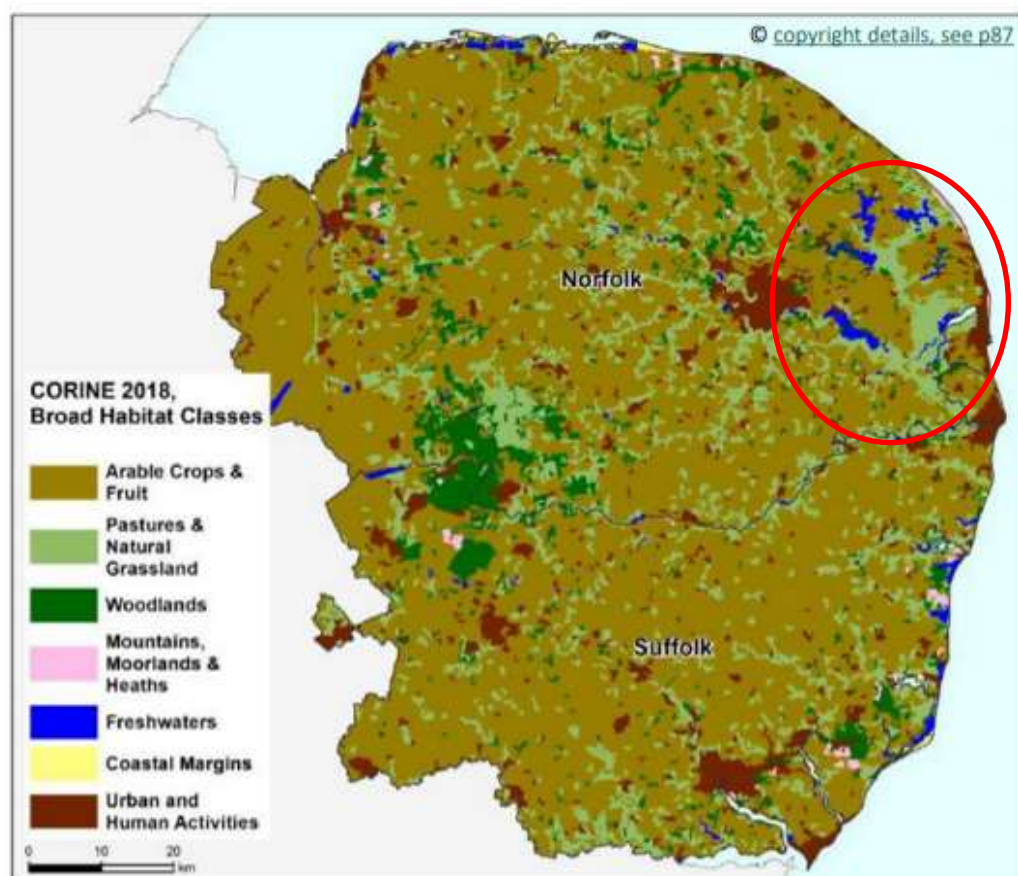 © copyright details, see p87
Norfolk
CORINE 2018,
Broad Habitat Classes
Arable Crops &
Fruit
Pastures &
Natural
Grassland
Woodlands
Mountains,
Moorlands &
Heaths
Suffolk
Freshwaters
Coastal Margins
Urban and
Human Activities
0 10 20
km